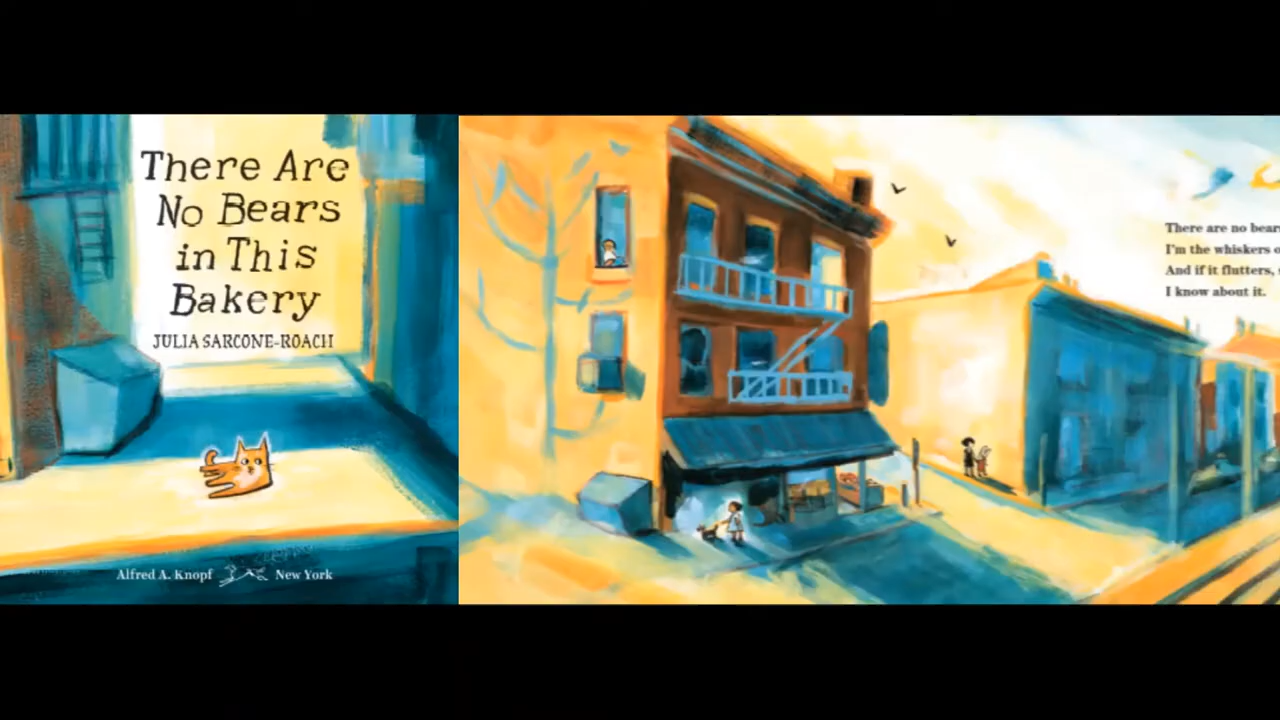 There Are
No Bears
in This
Bakery
JULIA SARCONE-ROACH
Alfred A. Knopf New York
There are no bear
I'm the whiskers o
And if it flutters,
I know about it.